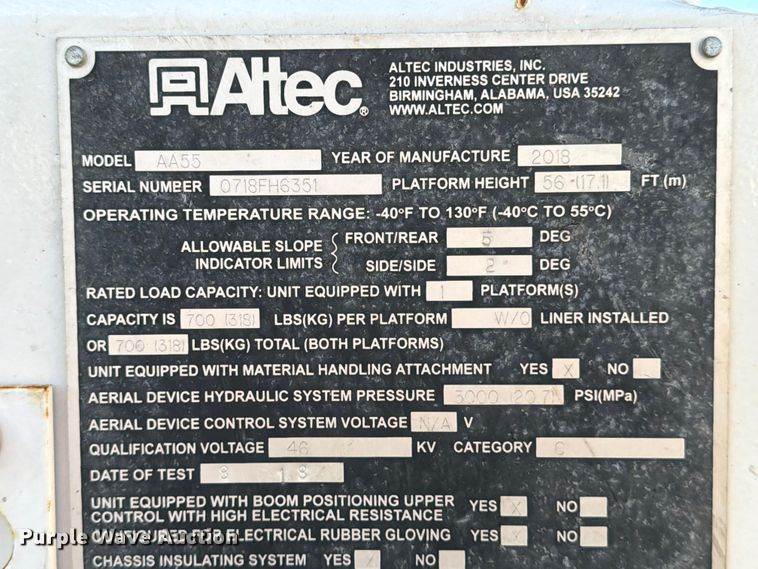 Altec®
ALTEC INDUSTRIES, INC.
210 INVERNESS CENTER DRIVE
BIRMINGHAM, ALABAMA, USA 35242
WWW.ALTEC.COM
MODEL AA55 YEAR OF MANUFACTURE 2018
SERIAL NUMBER 0718FH6351 PLATFORM HEIGHT 56 (17.1) FT (m)
OPERATING TEMPERATURE RANGE: -40°F TO 130°F (-40°C TO 55°C)
ALLOWABLE SLOPE INDICATOR LIMITS { FRONT/REAR 5 DEG
SIDE/SIDE 2 DEG
RATED LOAD CAPACITY: UNIT EQUIPPED WITH 1 PLATFORM(S)
CAPACITY IS 700 (318) LBS(KG) PER PLATFORM W/O LINER INSTALLED
OR 700 (318) LBS(KG) TOTAL (BOTH PLATFORMS)
UNIT EQUIPPED WITH MATERIAL HANDLING ATTACHMENT YES X NO
AERIAL DEVICE HYDRAULIC SYSTEM PRESSURE 3000 (20.7) PSI(MPa)
AERIAL DEVICE CONTROL SYSTEM VOLTAGE N/A V
QUALIFICATION VOLTAGE 46 KV CATEGORY C
DATE OF TEST 8 18
UNIT EQUIPPED WITH BOOM POSITIONING UPPER YES X NO
CONTROL WITH HIGH ELECTRICAL RESISTANCE
CONFIGURED FOR ELECTRICAL RUBBER GLOVING YES X NO
Purple Wave Auction
CHASSIS INSULATING SYSTEM YES X NO